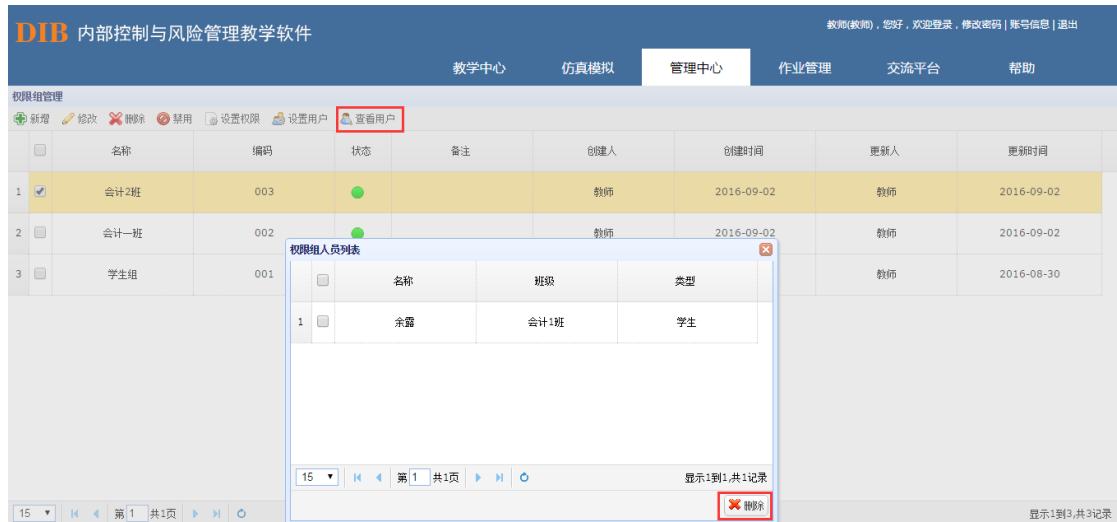 DIB 内部控制与风险管理教学软件
教师(教师)，您好，欢迎登录，修改密码 | 账号信息 | 退出
教学中心 仿真模拟 管理中心 作业管理 交流平台 帮助
权限组管理
新增 修改 删除 禁用 设置权限 设置用户 查看用户
名称 编码 状态 备注 创建人 创建时间 更新人 更新时间
1 会计2班 003 教师 2016-09-02 教师 2016-09-02
2 会计一班 002 教师 2016-09-02 教师 2016-09-02
3 学生组 001 教师 2016-08-30
权限组人员列表
名称 班级 类型
1 余露 会计1班 学生
15 第 1 共1页 显示1到1,共1记录
删除
15 第 1 共1页 显示1到3,共3记录